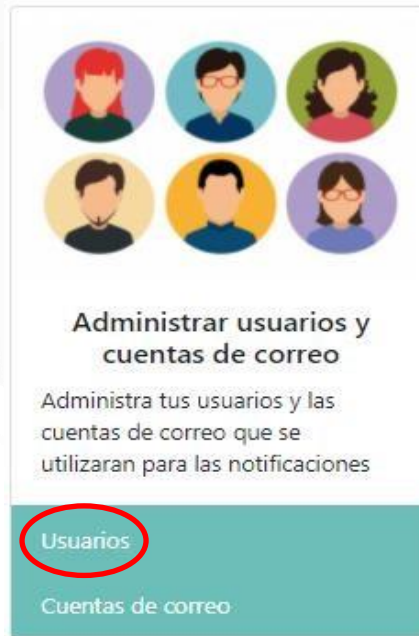 Administrar usuarios y
cuentas de correo
Administra tus usuarios y las
cuentas de correo que se
utilizaran para las notificaciones
Usuarios
Cuentas de correo